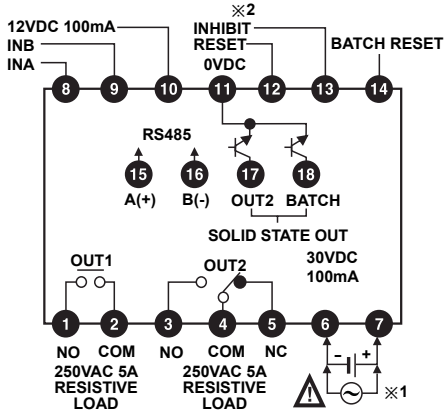 ※2
12VDC 100mA INHIBIT
INB RESET BATCH RESET
INA 0VDC
8 9 10 11 12 13 14
RS485
15 16 17 18
A(+) B(-) OUT2 BATCH
SOLID STATE OUT
30VDC
100mA
OUT1 OUT2
1 2 3 4 5 6 7
NO COM NO COM NC - +
250VAC 5A 250VAC 5A ※1
RESISTIVE RESISTIVE
LOAD LOAD